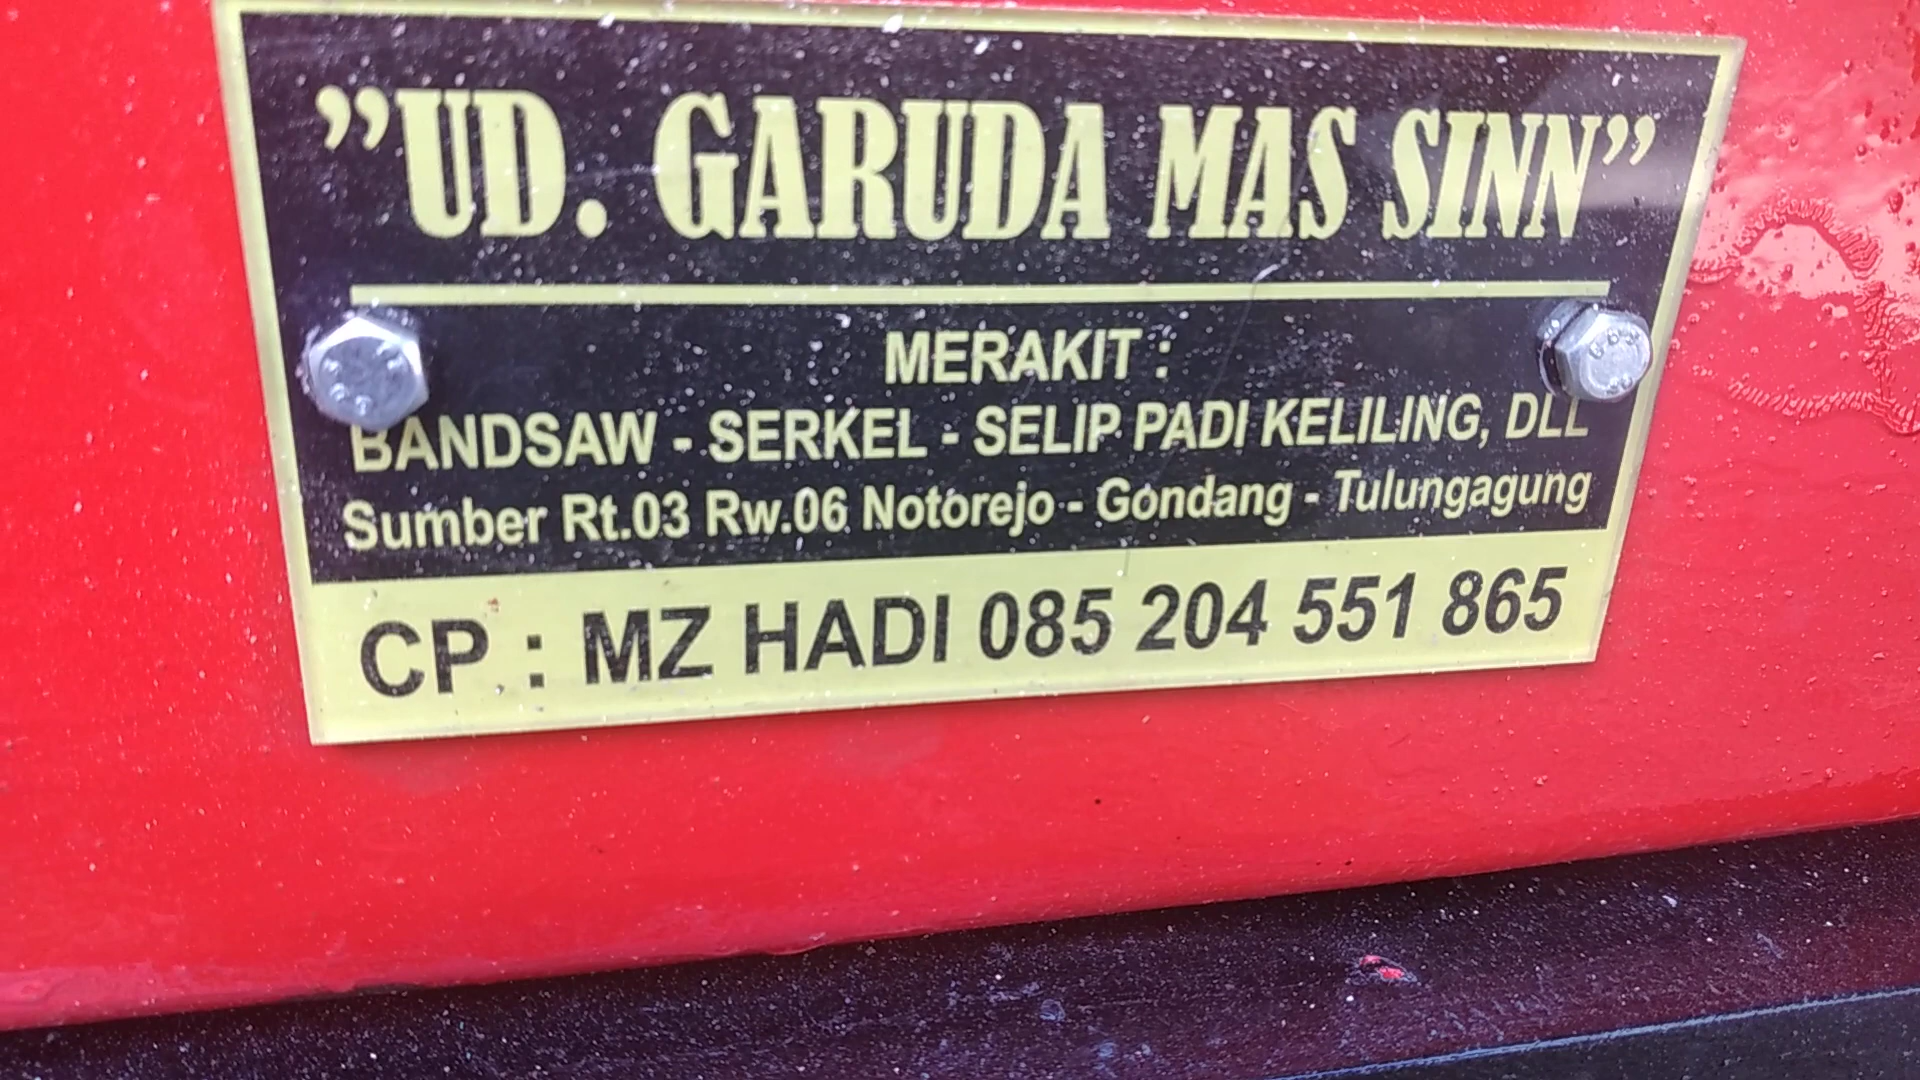 "UD. GARUDA MAS SINN"
MERAKIT :
BANDSAW - SERKEL - SELIP PADI KELILING, DLL
Sumber Rt.03 Rw.06 Notorejo - Gondang - Tulungagung
CP : MZ HADI 085 204 551 865